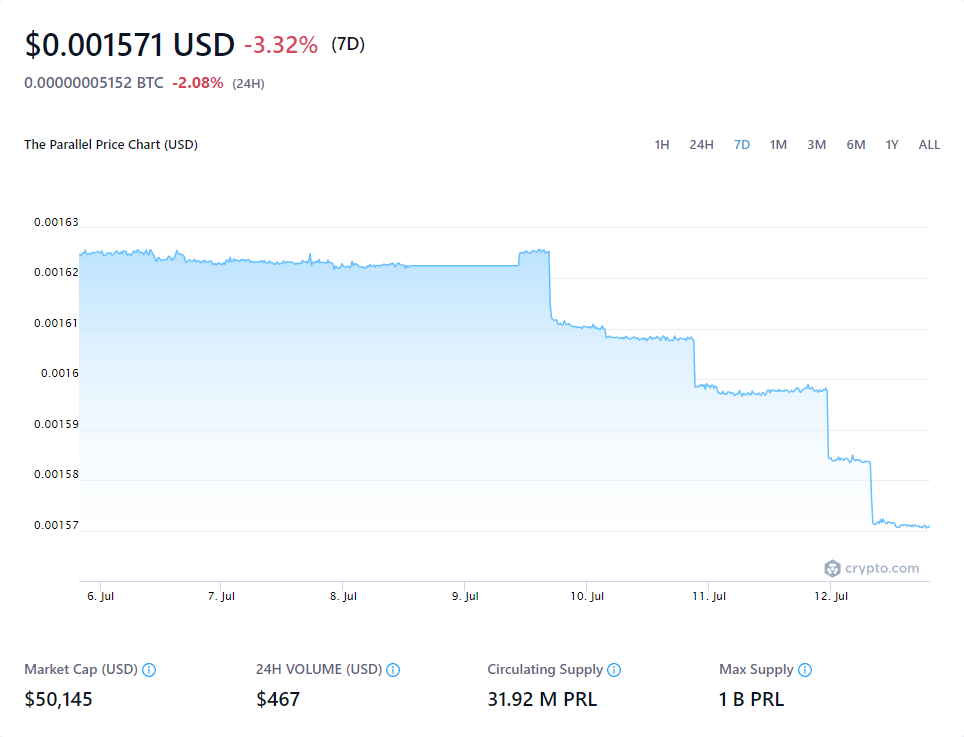 $0.001571 USD -3.32% (7D)
0.00000005152 BTC -2.08% (24H)
The Parallel Price Chart (USD) 1H 24H 7D 1M 3M 6M 1Y ALL
0.00163
0.00162
0.00161
0.0016
0.00159
0.00158
0.00157
crypto.com
6. Jul 7. Jul 8. Jul 9. Jul 10. Jul 11. Jul 12. Jul
Market Cap (USD) 24H VOLUME (USD) Circulating Supply Max Supply
$50,145 $467 31.92 M PRL 1 B PRL